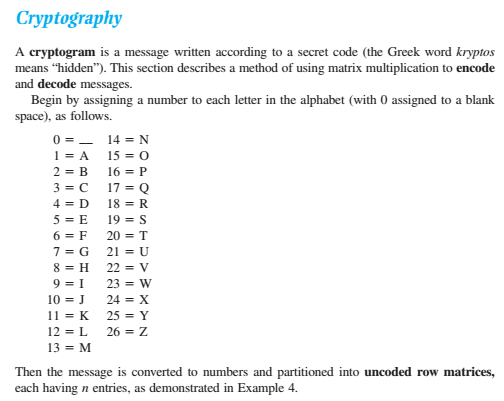 Cryptography
A cryptogram is a message written according to a secret code (the Greek word kryptos
means “hidden”). This section describes a method of using matrix multiplication to encode
and decode messages.
Begin by assigning a number to each letter in the alphabet (with 0 assigned to a blank
space), as follows.
0 = _ 14 = N
1 = A 15 = O
2 = B 16 = P
3 = C 17 = Q
4 = D 18 = R
5 = E 19 = S
6 = F 20 = T
7 = G 21 = U
8 = H 22 = V
9 = I 23 = W
10 = J 24 = X
11 = K 25 = Y
12 = L 26 = Z
13 = M
Then the message is converted to numbers and partitioned into uncoded row matrices,
each having n entries, as demonstrated in Example 4.